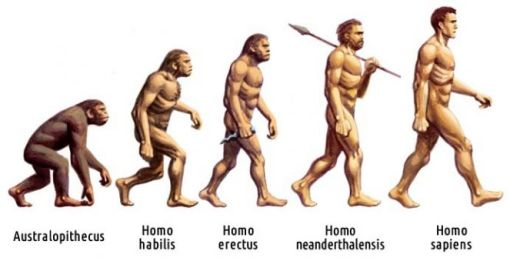 Australopithecus
Homo
habilis
Homo
erectus
Homo
neanderthalensis
Homo
sapiens